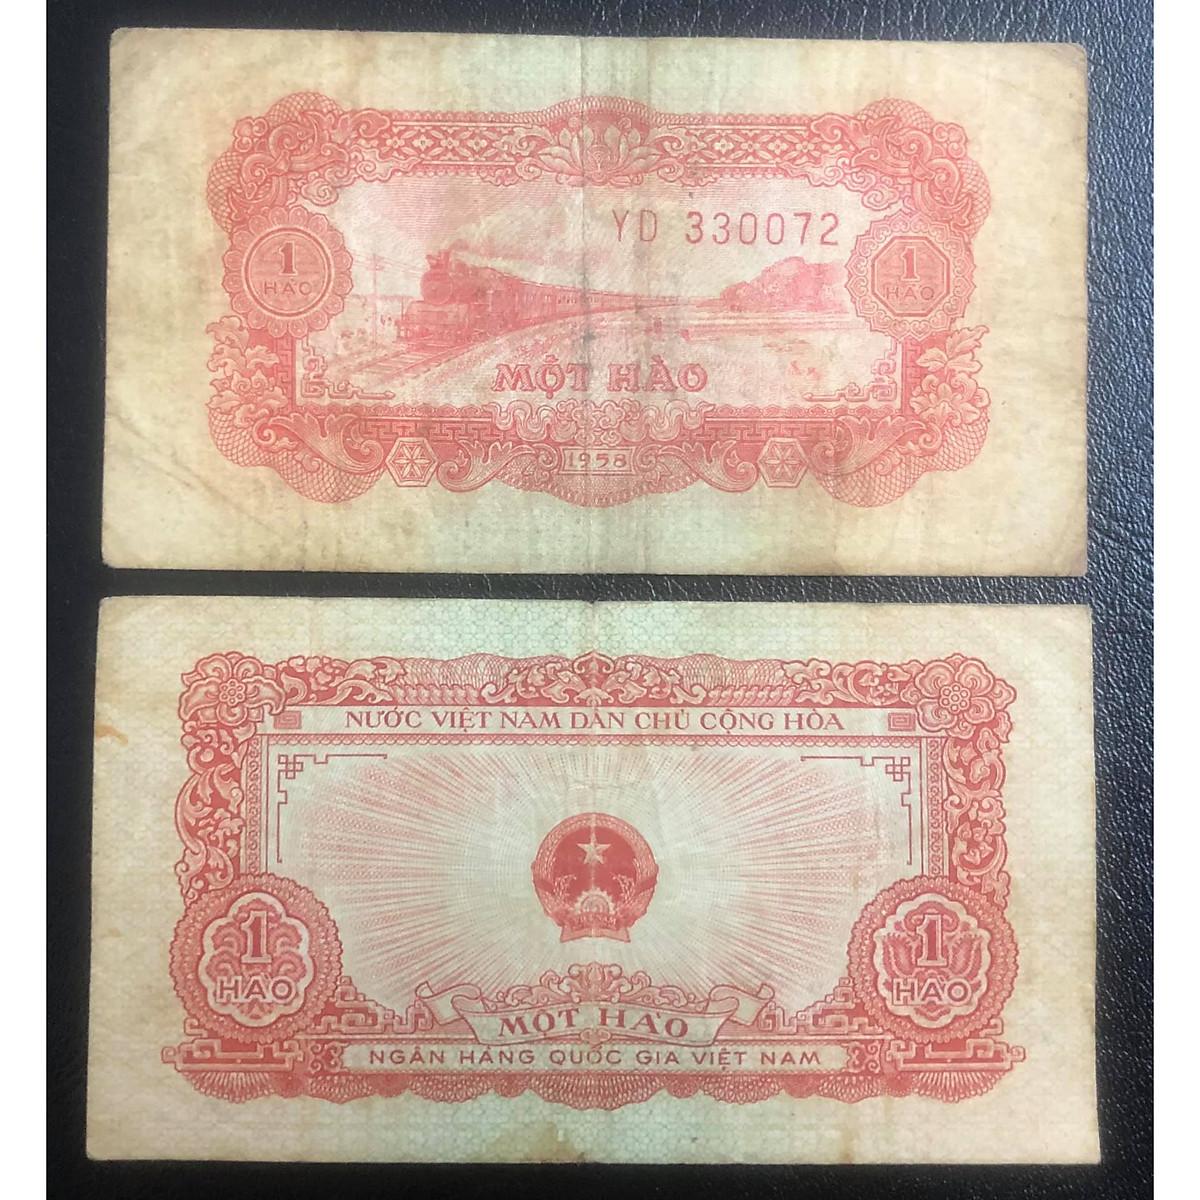 YD 330072
1
HÀO
1
HÀO
MỘT HÀO
1958
NƯỚC VIỆT NAM DÂN CHỦ CỘNG HÒA
1
HÀO
1
HÀO
MỘT HÀO
NGÂN HÀNG QUỐC GIA VIỆT NAM